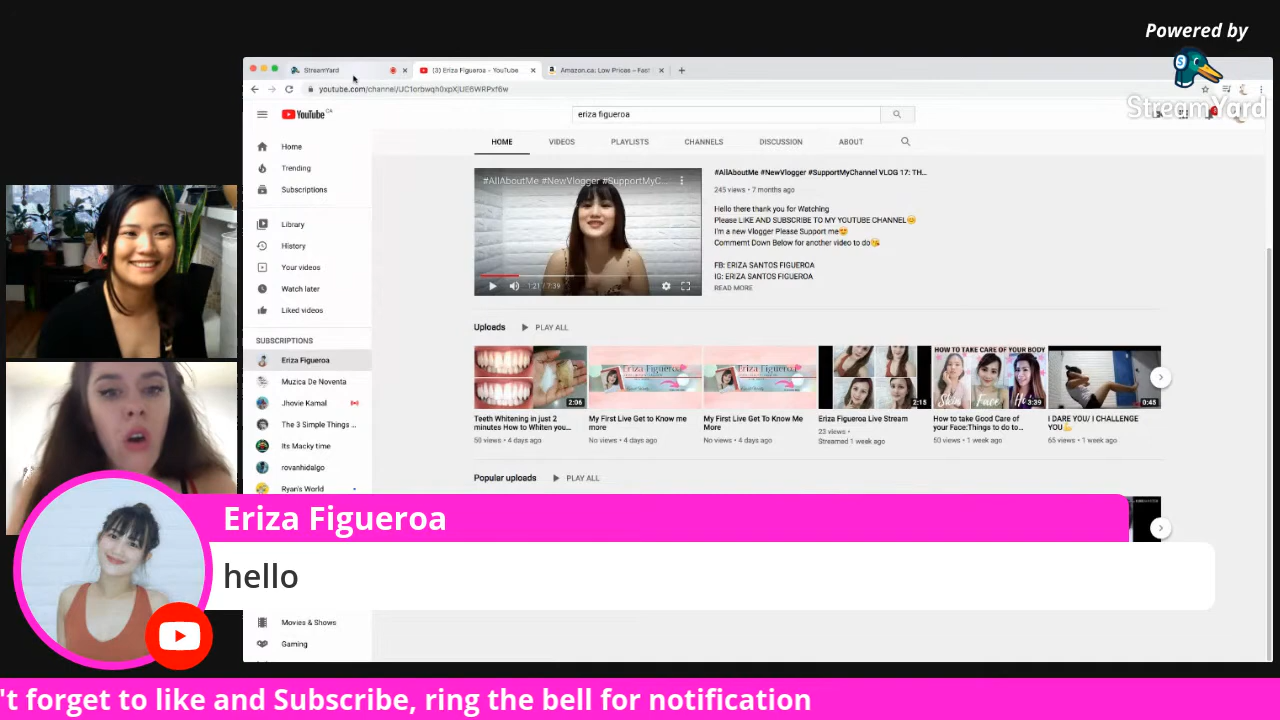 Powered by
StreamYard
StreamYard
(3) Eriza Figueroa - YouTube
Amazon.ca: Low Prices – Fast
YouTube CA
eriza figueroa
HOME
VIDEOS
PLAYLISTS
CHANNELS
DISCUSSION
ABOUT
Home
Trending
Subscriptions
Library
History
Your videos
Watch later
Liked videos
SUBSCRIPTIONS
Eriza Figueroa
Muzica De Noventa
Jhovie Kamal
The 3 Simple Things ...
Its Macky time
rovanhidalgo
Ryan's World
Movies & Shows
Gaming
#AllAboutMe #NewVlogger #SupportMyC...
1:21 / 7:39
#AllAboutMe #NewVlogger #SupportMyChannel VLOG 17: TH...
245 views • 7 months ago
Hello there thank you for Watching
Please LIKE AND SUBSCRIBE TO MY YOUTUBE CHANNEL😊
I'm a new Vlogger Please Support me😍
Comment Down Below for another video to do😘
FB: ERIZA SANTOS FIGUEROA
IG: ERIZA SANTOS FIGUEROA
READ MORE
Uploads
PLAY ALL
2:06
Teeth Whitening in just 2
minutes How to Whiten you...
50 views • 4 days ago
Eriza Figueroa
My First Live Get to Know me
more
No views • 4 days ago
Eriza Figueroa
My First Live Get To Know Me
More
No views • 4 days ago
2:15
Eriza Figueroa Live Stream
23 views •
Streamed 1 week ago
HOW TO TAKE CARE OF YOUR BODY
Skin
Face
3:39
How to take Good Care of
your Face:Things to do to...
50 views • 1 week ago
0:45
I DARE YOU/ I CHALLENGE
YOU💪
65 views • 1 week ago
Popular uploads
PLAY ALL
Eriza Figueroa
hello
't forget to like and Subscribe, ring the bell for notification